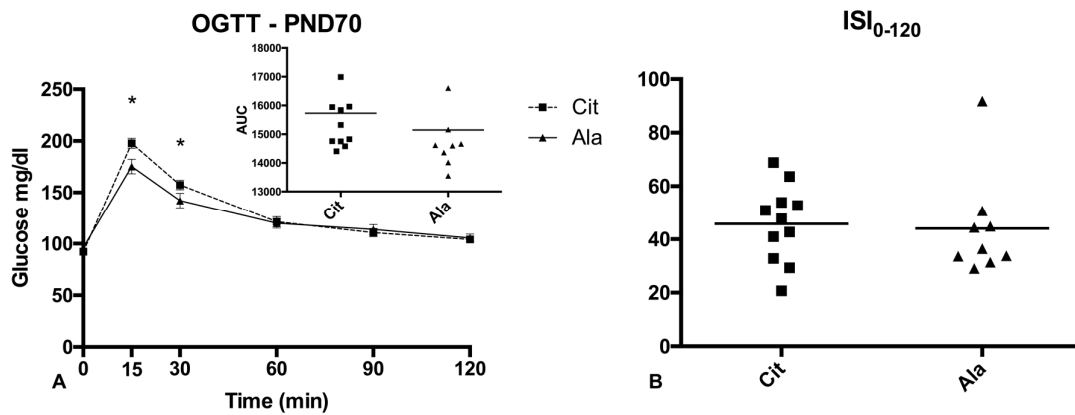 OGTT - PND70
Glucose mg/dl
250
200
150
100
50
0
*
*
0
15
30
60
90
120
Time (min)
A
AUC
18000
17000
16000
15000
14000
13000
Cit
Ala
Cit
Ala
ISI0-120
100
80
60
40
20
0
Cit
Ala
B